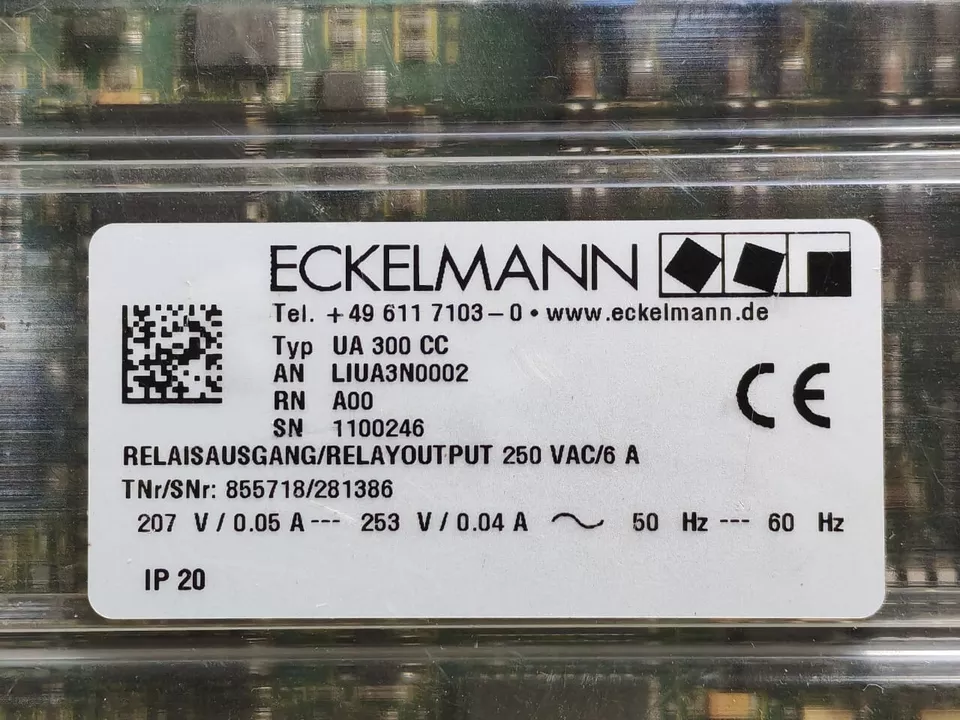 ECKELMANN
Tel. +49 611 7103-0 • www.eckelmann.de
Typ UA 300 CC
AN LIUA3N0002
RN A00
SN 1100246
CE
RELAISAUSGANG/RELAYOUTPUT 250 VAC/6 A
TNr/SNr: 855718/281386
207 V/0.05 A--- 253 V/0.04 A ~ 50 Hz --- 60 Hz
IP 20